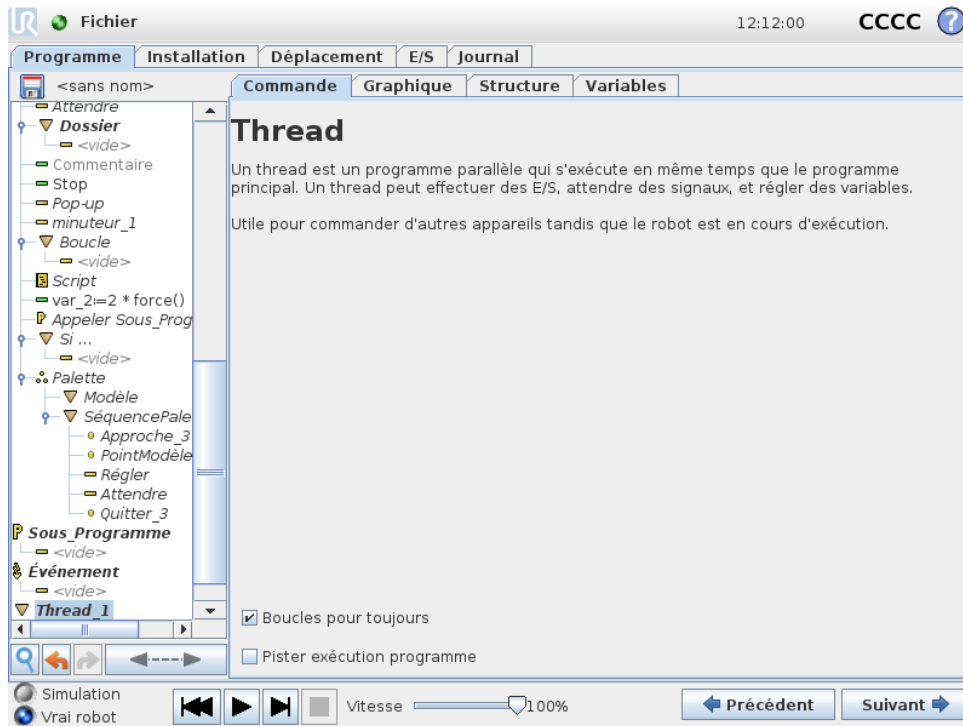 UR Fichier 12:12:00 CCCC ?
Programme Installation Déplacement E/S Journal
<sans nom>
Commande Graphique Structure Variables
Attendre
Dossier
<vide>
Commentaire
Stop
Pop-up
minuteur_1
Boucle
<vide>
Script
var_2:=2 * force()
P Appeler Sous_Prog
Si ...
<vide>
Palette
Modèle
SéquencePale
Approche_3
PointModèle
Régler
Attendre
Quitter_3
P Sous_Programme
<vide>
Événement
<vide>
Thread_1
Thread
Un thread est un programme parallèle qui s'exécute en même temps que le programme
principal. Un thread peut effectuer des E/S, attendre des signaux, et régler des variables.
Utile pour commander d'autres appareils tandis que le robot est en cours d'exécution.
Boucles pour toujours
Pister exécution programme
Simulation
Vrai robot
Vitesse 100%
Précédent
Suivant